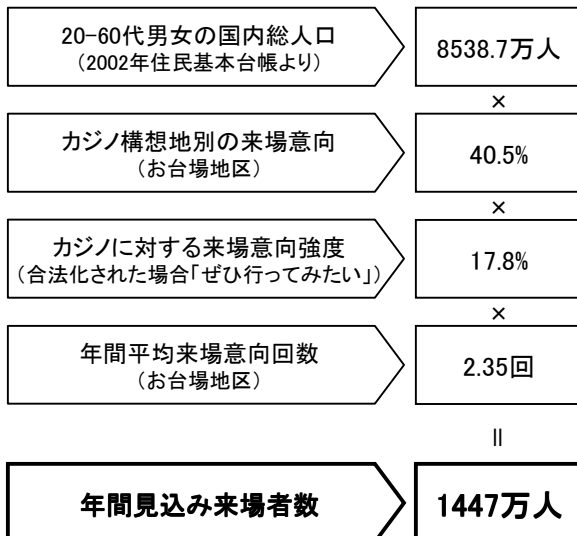 20-60代男女の国内総人口
(2002年住民基本台帳より)
8538.7万人
×
カジノ構想地別の来場意向
(お台場地区)
40.5%
×
カジノに対する来場意向強度
(合法化された場合「ぜひ行ってみたい」)
17.8%
×
年間平均来場意向回数
(お台場地区)
2.35回
=
年間見込み来場者数
1447万人